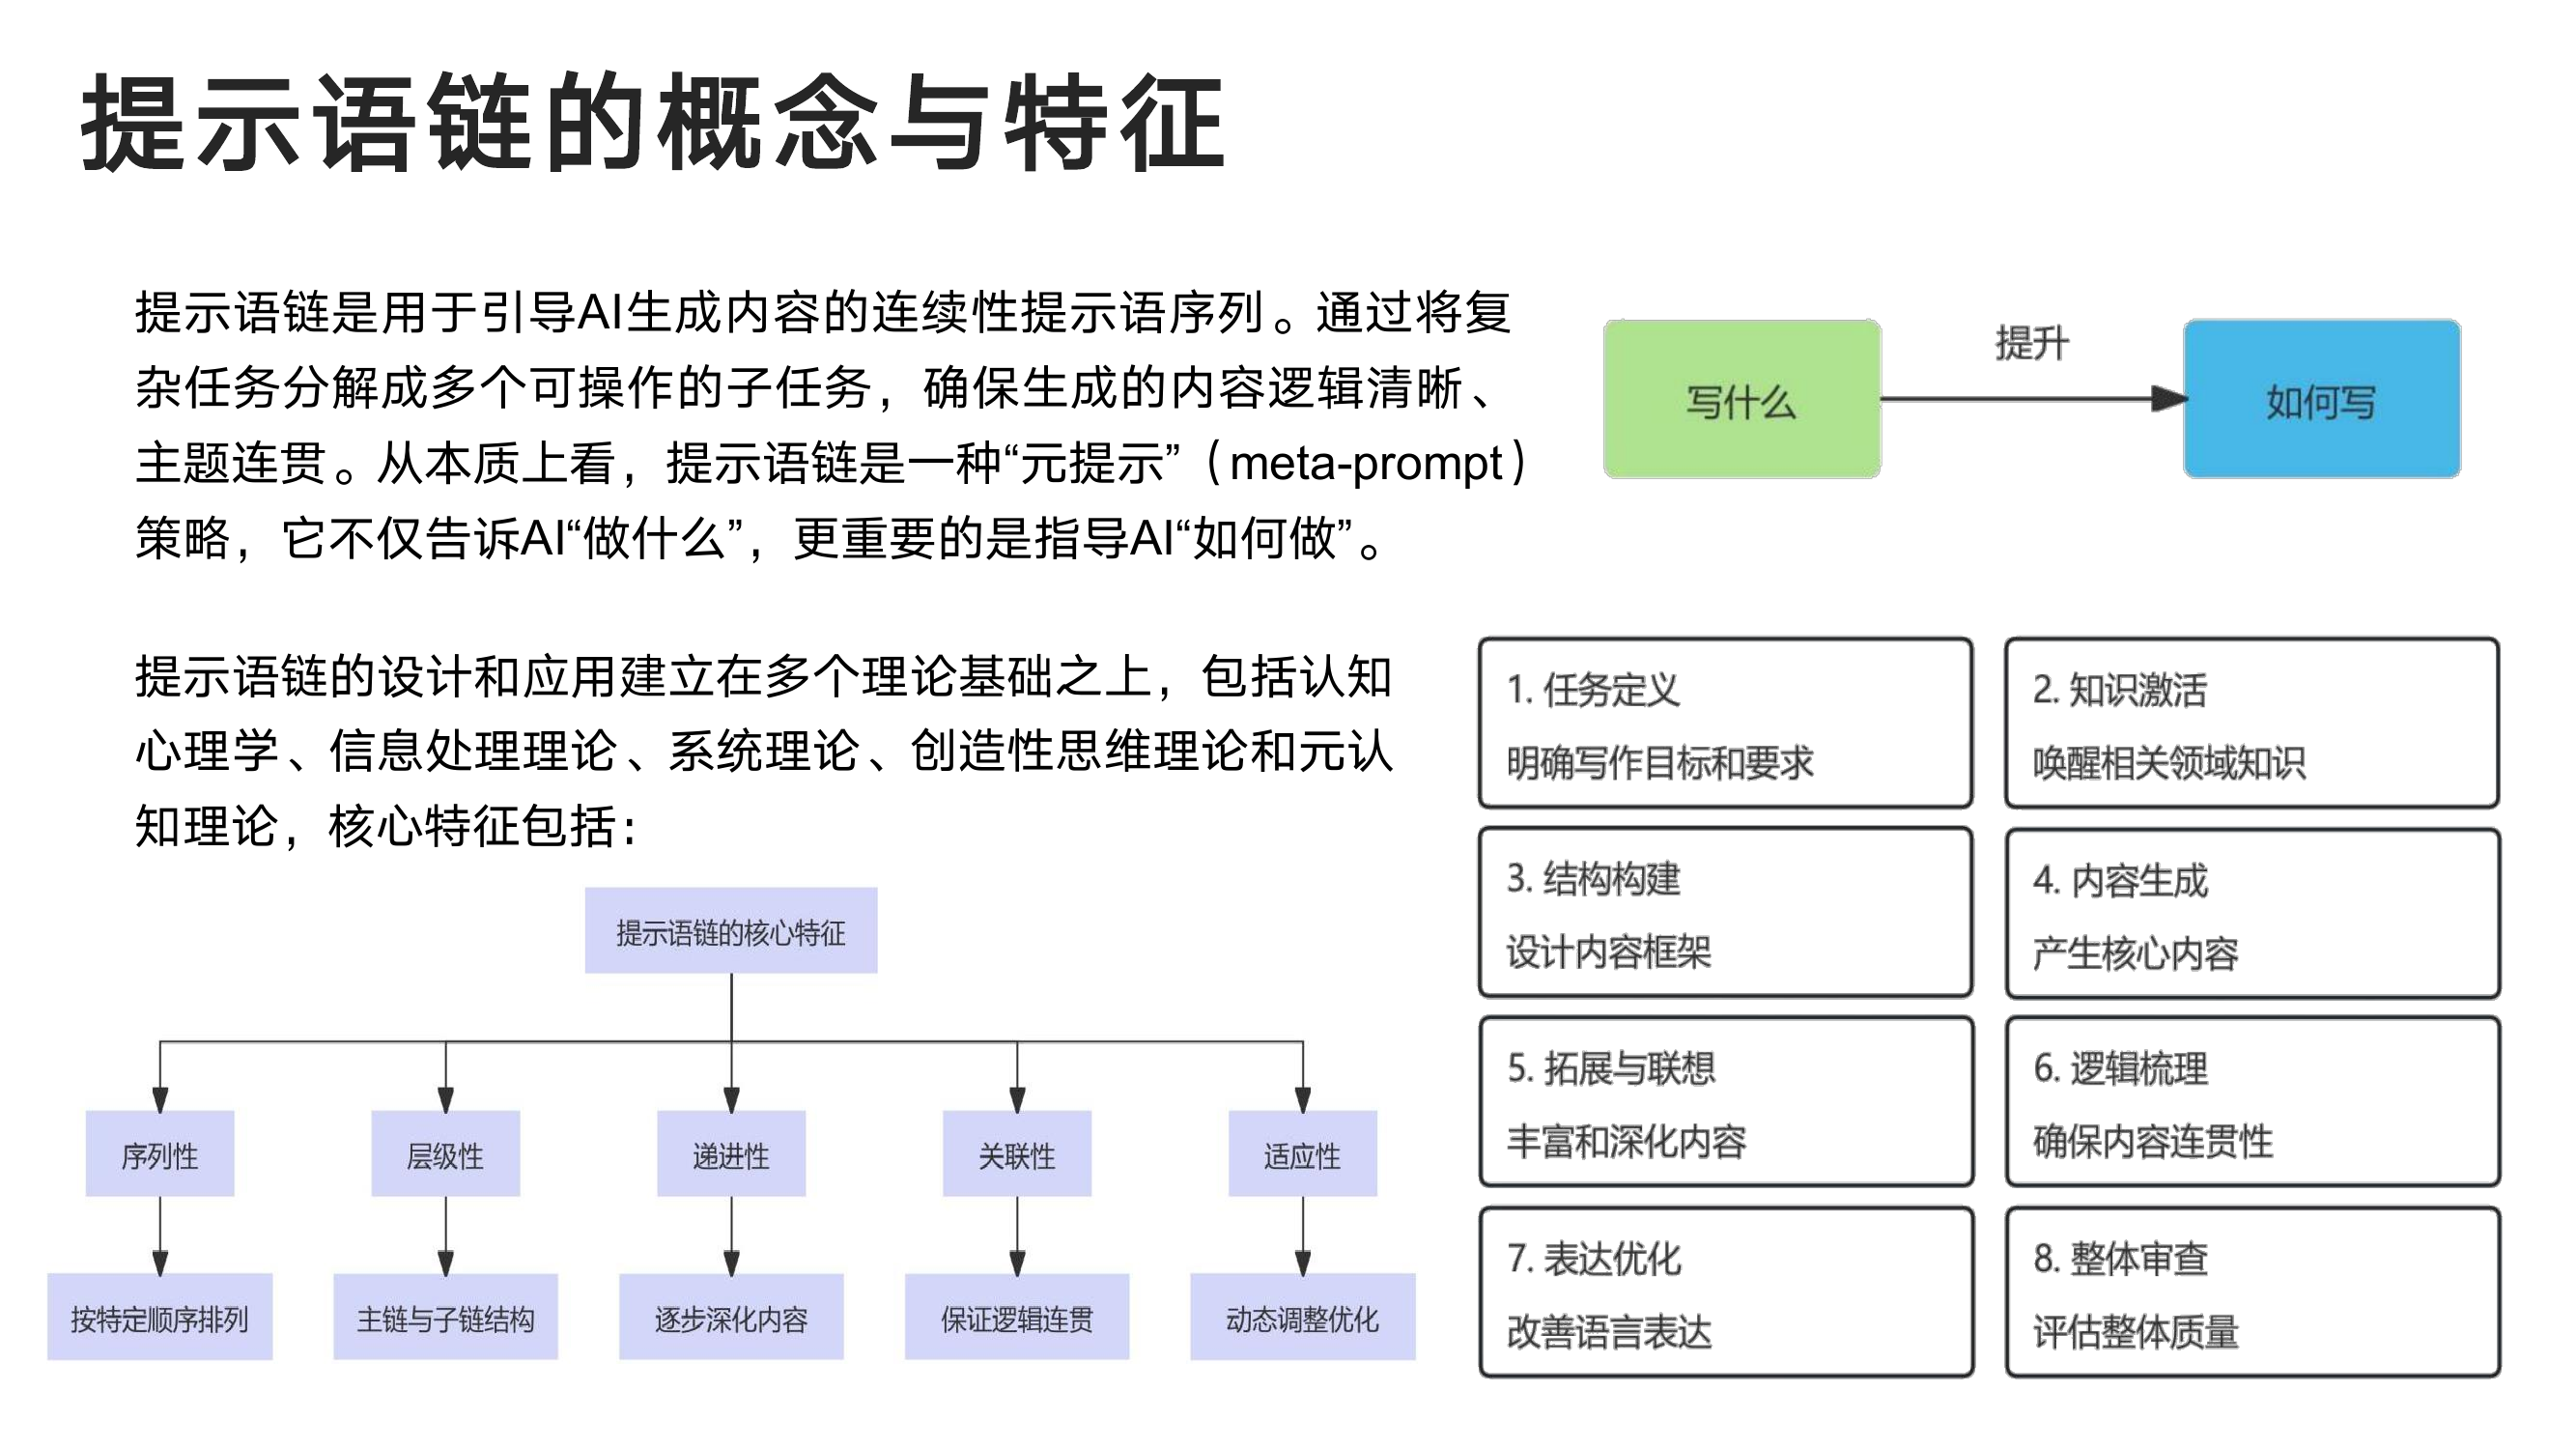 提示语链的概念与特征
提示语链是用于引导AI生成内容的连续性提示语序列。通过将复
杂任务分解成多个可操作的子任务，确保生成的内容逻辑清晰、
主题连贯。从本质上看，提示语链是一种“元提示”（meta-prompt）
策略，它不仅告诉AI“做什么”，更重要的是指导AI“如何做”。
写什么
提升
如何写
提示语链的设计和应用建立在多个理论基础之上，包括认知
心理学、信息处理理论、系统理论、创造性思维理论和元认
知理论，核心特征包括：
提示语链的核心特征
序列性
层级性
递进性
关联性
适应性
按特定顺序排列
主链与子链结构
逐步深化内容
保证逻辑连贯
动态调整优化
1. 任务定义
明确写作目标和要求
2. 知识激活
唤醒相关领域知识
3. 结构构建
设计内容框架
4. 内容生成
产生核心内容
5. 拓展与联想
丰富和深化内容
6. 逻辑梳理
确保内容连贯性
7. 表达优化
改善语言表达
8. 整体审查
评估整体质量